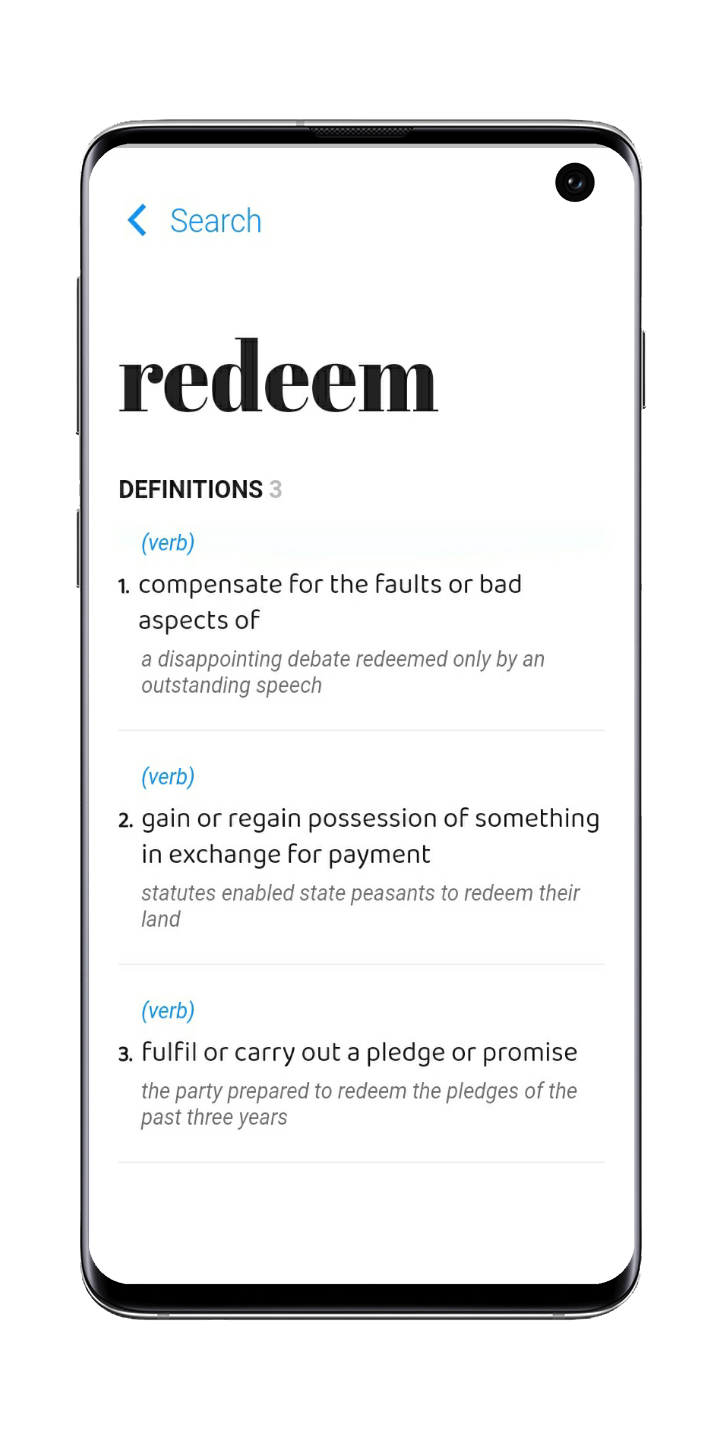 Search
redeem
DEFINITIONS 3
(verb)
1. compensate for the faults or bad
aspects of
a disappointing debate redeemed only by an
outstanding speech
(verb)
2. gain or regain possession of something
in exchange for payment
statutes enabled state peasants to redeem their
land
(verb)
3. fulfil or carry out a pledge or promise
the party prepared to redeem the pledges of the
past three years